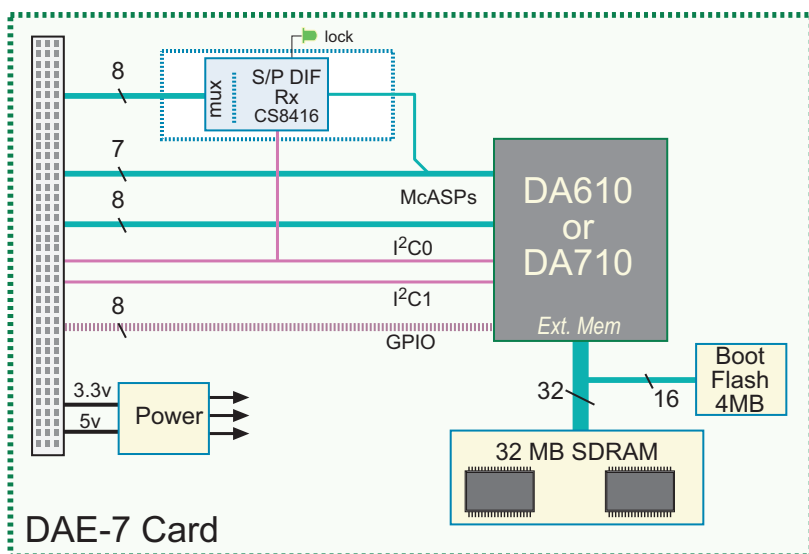 lock
8
mux
S/P DIF
Rx
CS8416
7
McASPs
8
DA610
or
DA710
I²C0
I²C1
8
GPIO
Ext. Mem
3.3v
5v
Power
32
16
Boot
Flash
4MB
32 MB SDRAM
DAE-7 Card